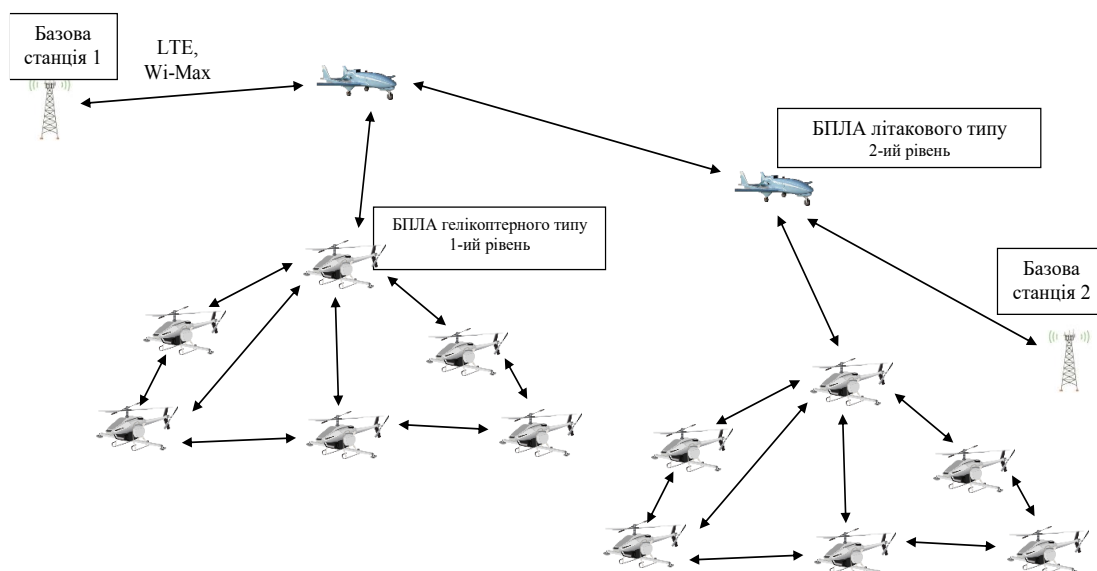 Базова
станція 1
LTE,
Wi-Max
БПЛА літакового типу
2-ий рівень
БПЛА гелікоптерного типу
1-ий рівень
Базова
станція 2